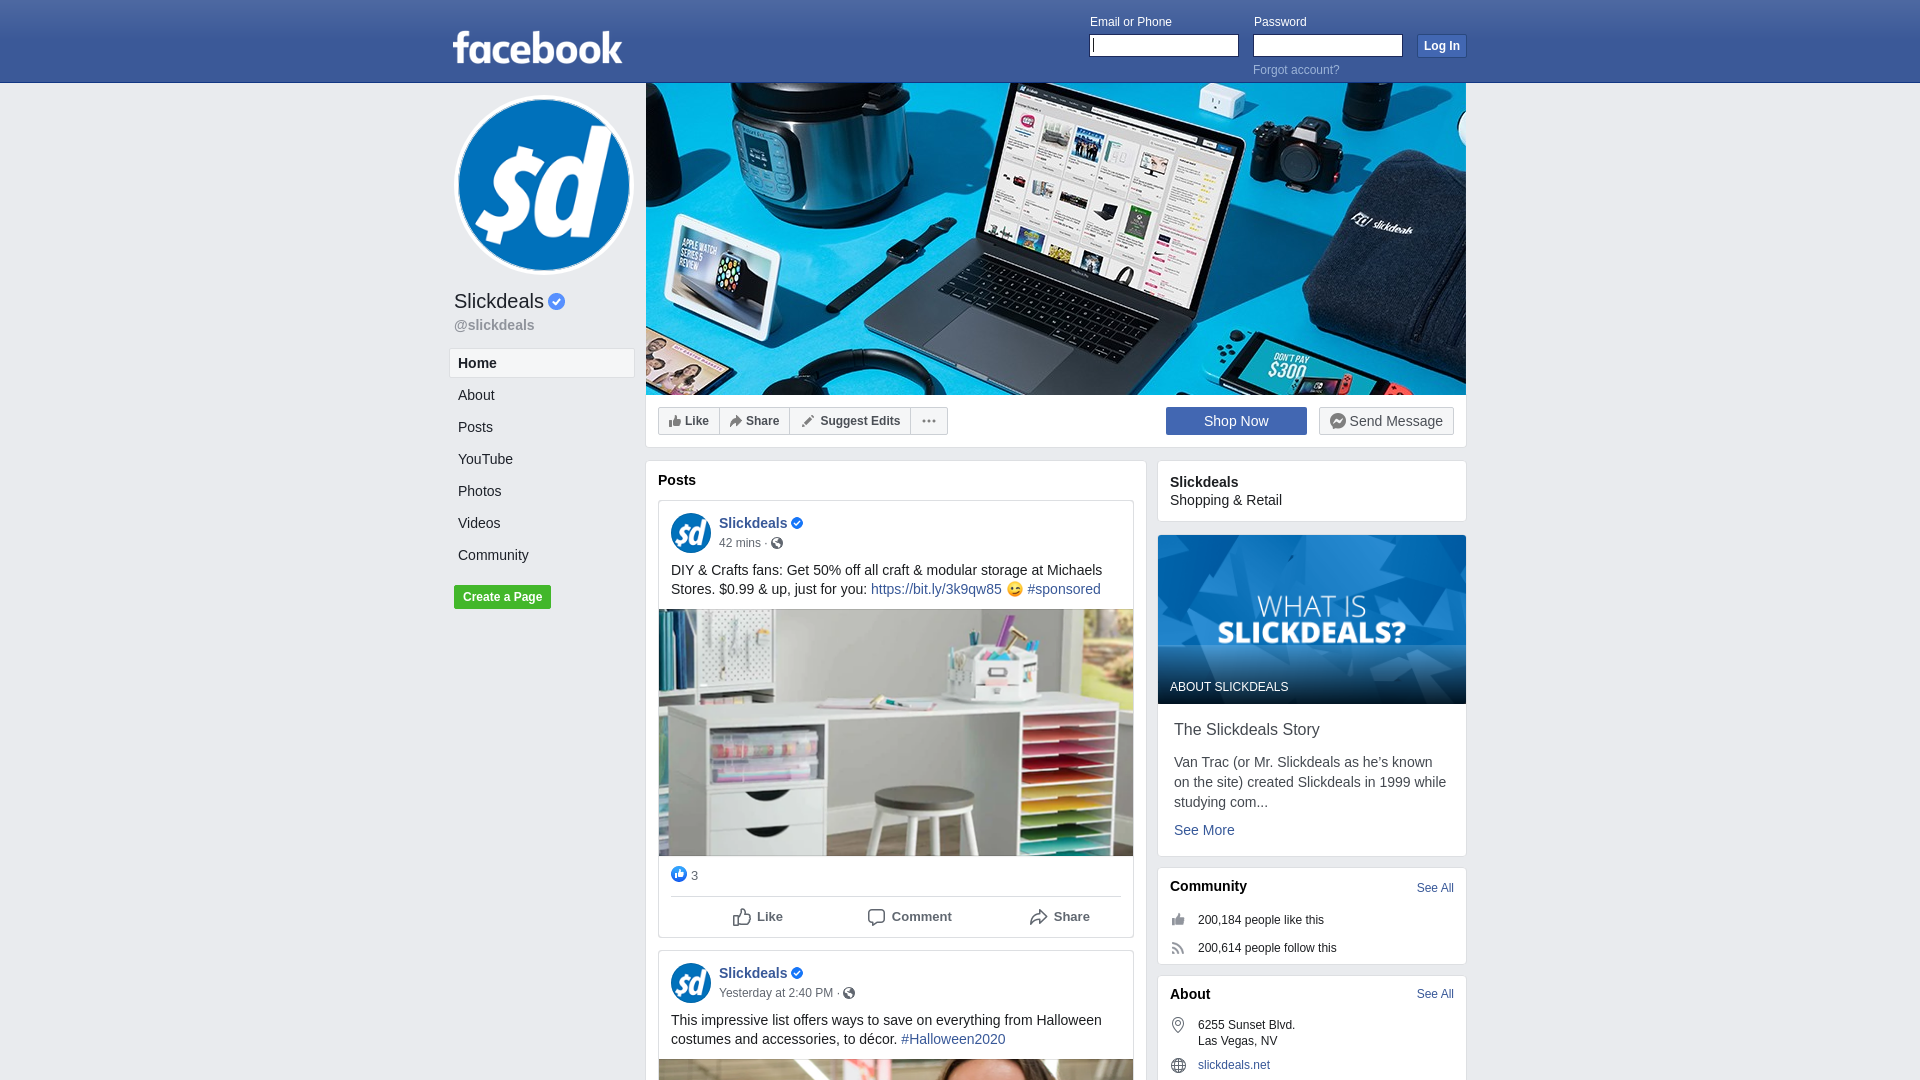 facebook
Email or Phone
Password
Log In
Forgot account?
$d
Slickdeals
@slickdeals
Home
About
Posts
YouTube
Photos
Videos
Community
Create a Page
APPLE WATCH
SERIES 5
REVIEW
slickdeals
DON'T PAY
$300
Like
Share
Suggest Edits
Shop Now
Send Message
Posts
$d
Slickdeals
42 mins ·
DIY & Crafts fans: Get 50% off all craft & modular storage at Michaels
Stores. $0.99 & up, just for you: https://bit.ly/3k9qw85 😉 #sponsored
3
Like
Comment
Share
$d
Slickdeals
Yesterday at 2:40 PM ·
This impressive list offers ways to save on everything from Halloween
costumes and accessories, to décor. #Halloween2020
Slickdeals
Shopping & Retail
WHAT IS
SLICKDEALS?
ABOUT SLICKDEALS
The Slickdeals Story
Van Trac (or Mr. Slickdeals as he’s known
on the site) created Slickdeals in 1999 while
studying com...
See More
Community
See All
200,184 people like this
200,614 people follow this
About
See All
6255 Sunset Blvd.
Las Vegas, NV
slickdeals.net